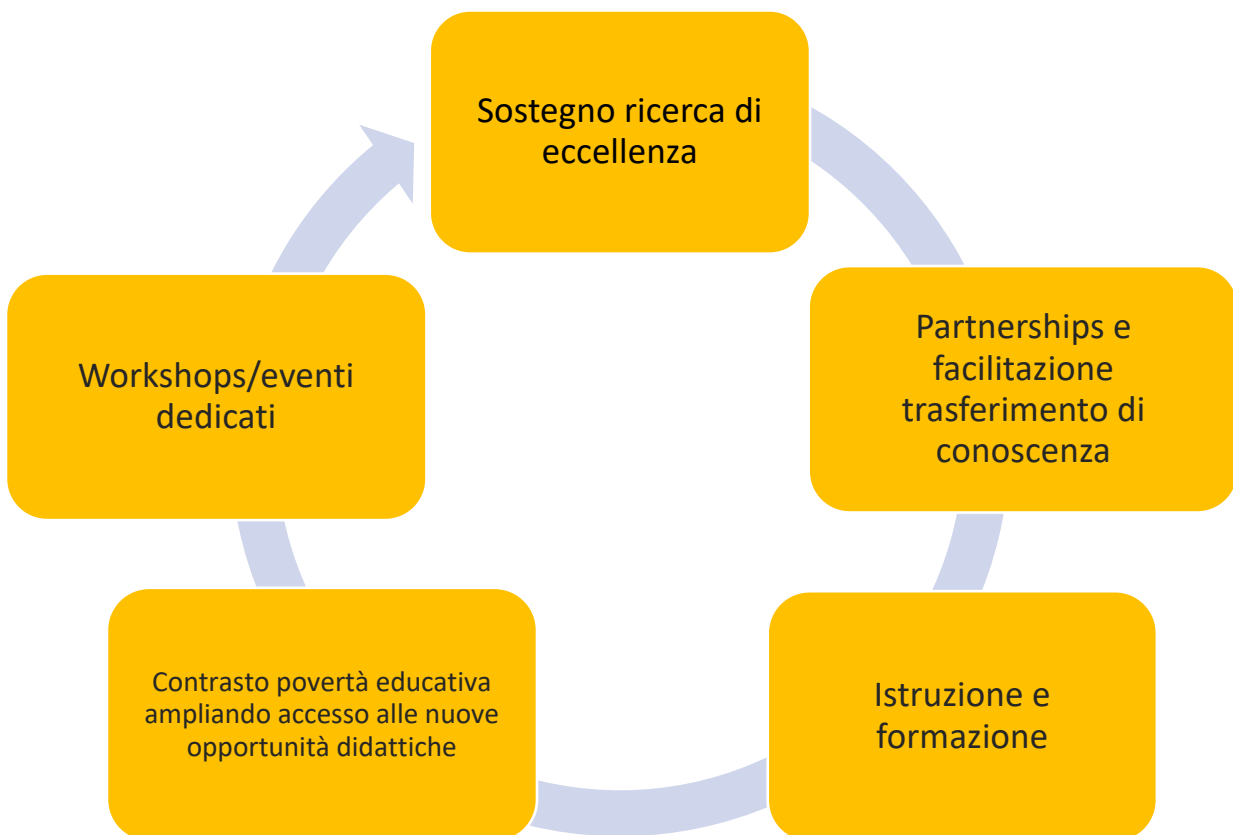 Sostegno ricerca di
eccellenza
Partnerships e
facilitazione
trasferimento di
conoscenza
Istruzione e
formazione
Contrasto povertà educativa
ampliando accesso alle nuove
opportunità didattiche
Workshops/eventi
dedicati